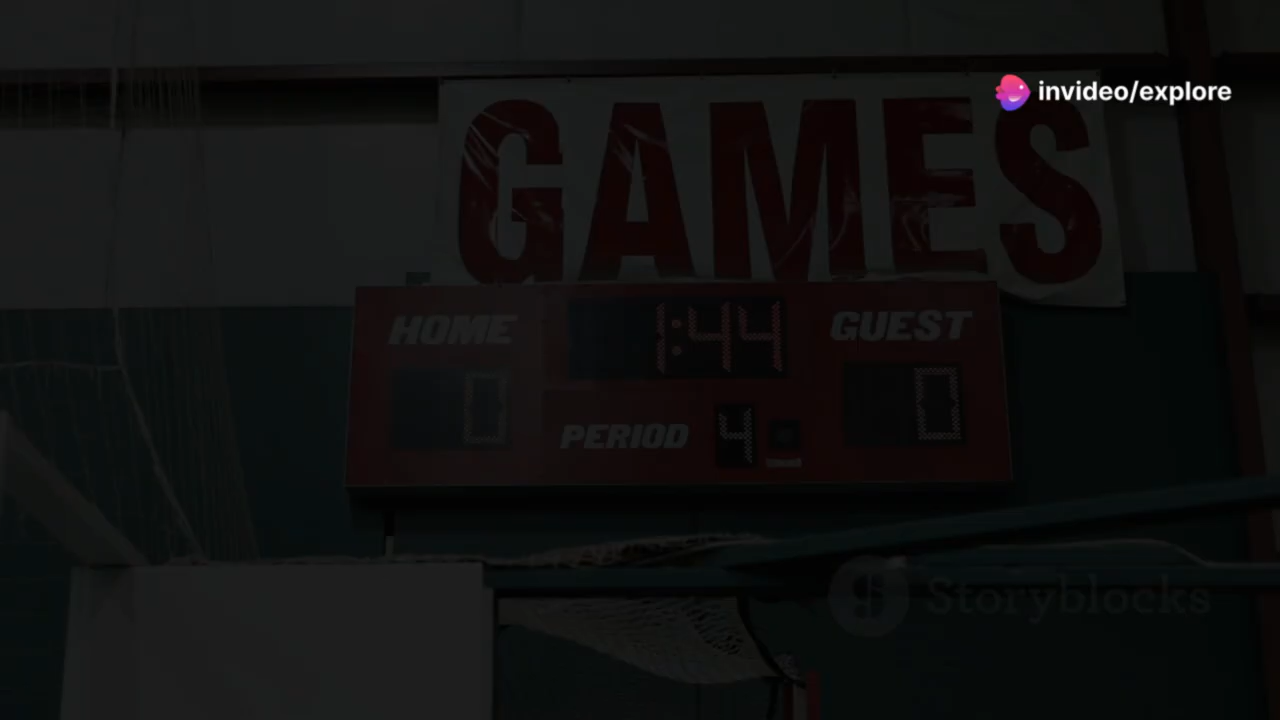 invideo/explore
GAMES
HOME
1:44
GUEST
0
PERIOD
4
0
Storyblocks